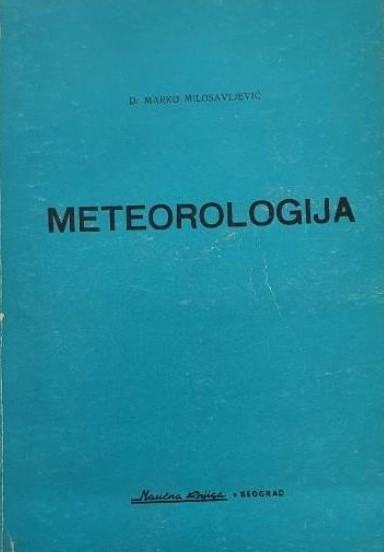 Dr MARKO MILOSAVLJEVIĆ
METEOROLOGIJA
Naučna Knjiga • BEOGRAD